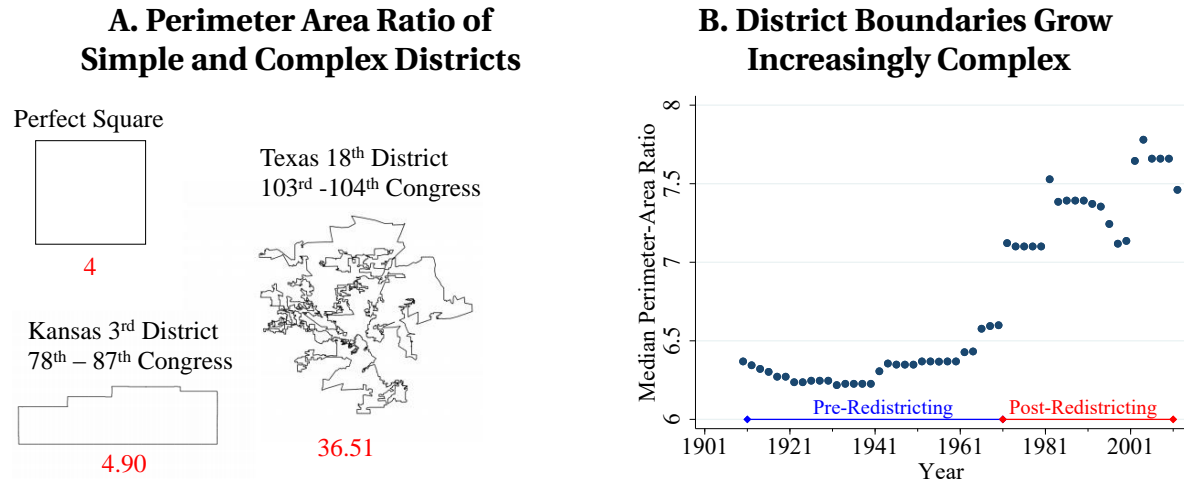 A. Perimeter Area Ratio of
Simple and Complex Districts
Perfect Square
4
Texas 18th District
103rd -104th Congress
36.51
Kansas 3rd District
78th – 87th Congress
4.90
B. District Boundaries Grow
Increasingly Complex
Median Perimeter-Area Ratio
8
7.5
7
6.5
6
Pre-Redistricting
Post-Redistricting
1901
1921
1941
1961
1981
2001
Year